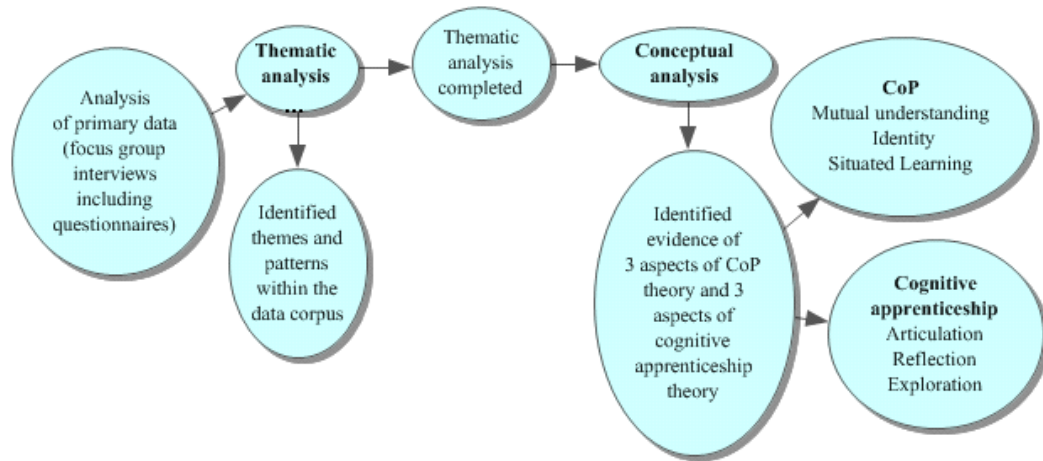 Analysis
of primary data
(focus group
interviews
including
questionnaires)
Thematic
analysis
...
Identified
themes and
patterns
within the
data corpus
Thematic
analysis
completed
Conceptual
analysis
Identified
evidence of
3 aspects of CoP
theory and 3
aspects of
cognitive
apprenticeship
theory
CoP
Mutual understanding
Identity
Situated Learning
Cognitive
apprenticeship
Articulation
Reflection
Exploration